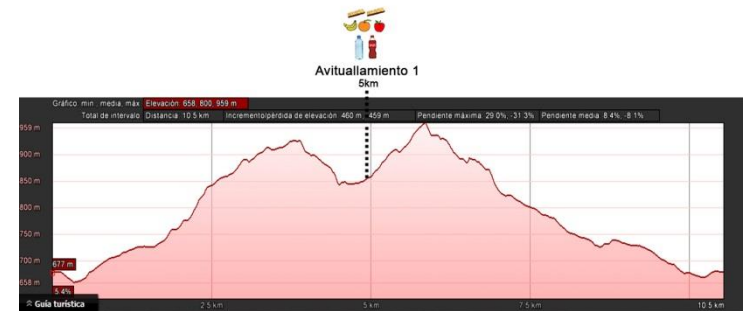 Avituallamiento 1
5km
Gráfico: min., media, máx Elevación: 658, 800, 959 m
Total de intervalo: Distancia: 10.5 km Incremento/pérdida de elevación: 460 m, -459 m Pendiente máxima: 29.0%, -31.3% Pendiente media: 8.4%, -8.1%
959 m
900 m
850 m
800 m
750 m
700 m
677 m
658 m
5.4%
Guía turística
2.5 km
5 km
7.5 km
10.5 km